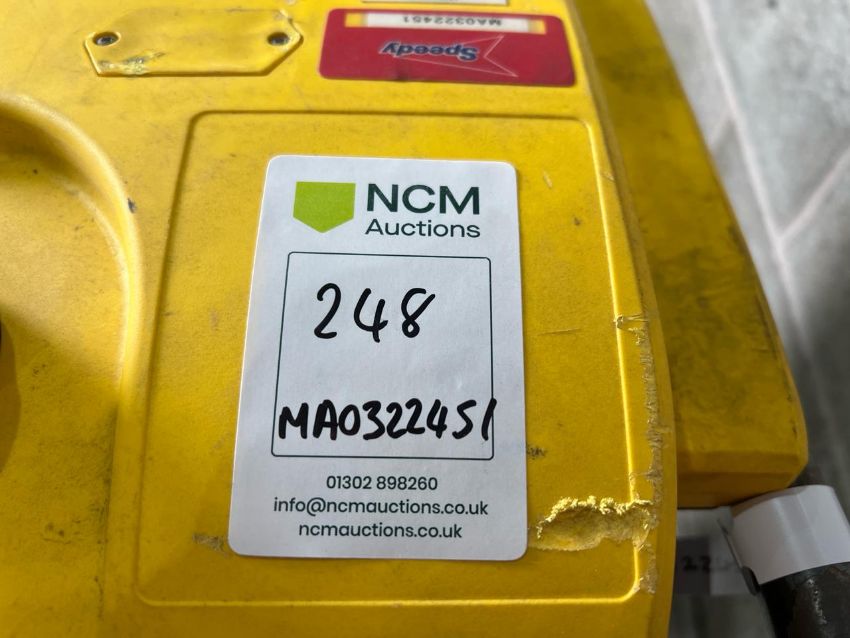 MA0322451
Speedy
NCM
Auctions
248
MA0322451
01302 898260
info@ncmauctions.co.uk
ncmauctions.co.uk